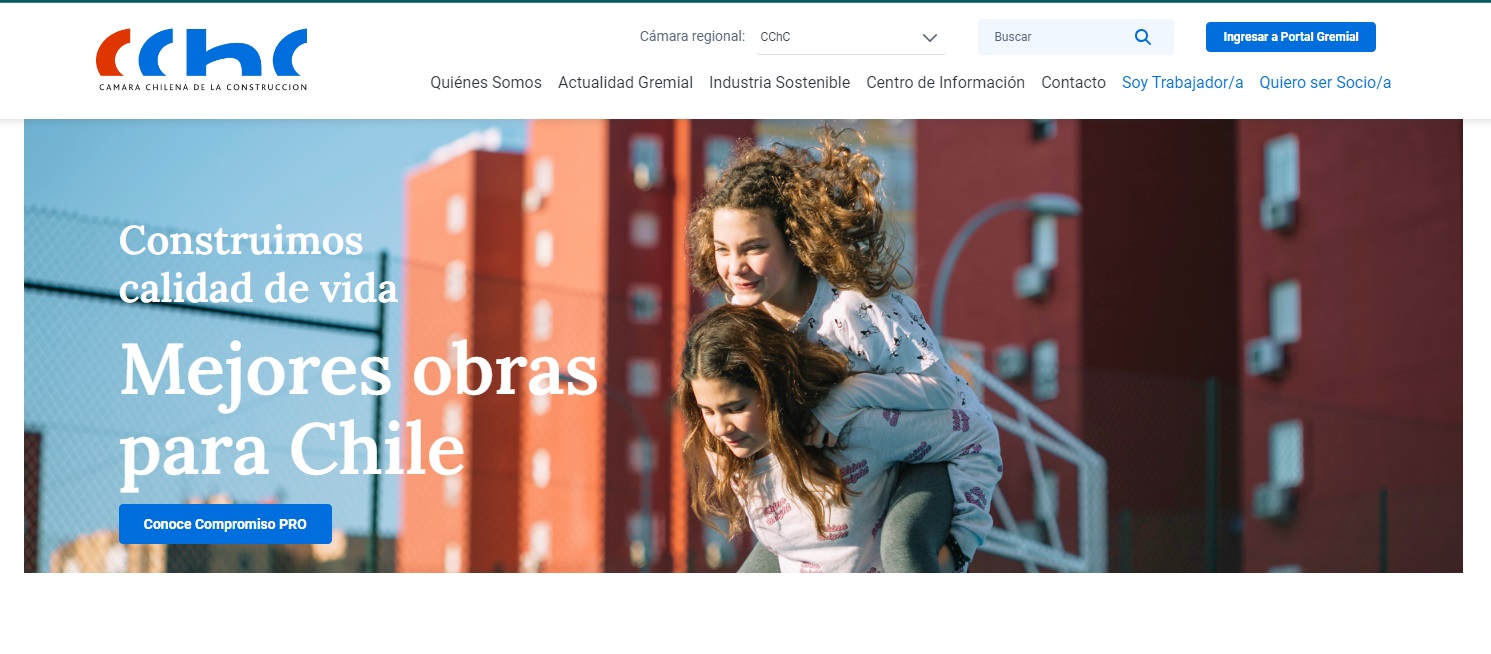 CChC
CAMARA CHILENA DE LA CONSTRUCCION
Cámara regional: CChC
Buscar
Ingresar a Portal Gremial
Quiénes Somos Actualidad Gremial Industria Sostenible Centro de Información Contacto Soy Trabajador/a Quiero ser Socio/a
Construimos
calidad de vida
Mejores obras
para Chile
Conoce Compromiso PRO